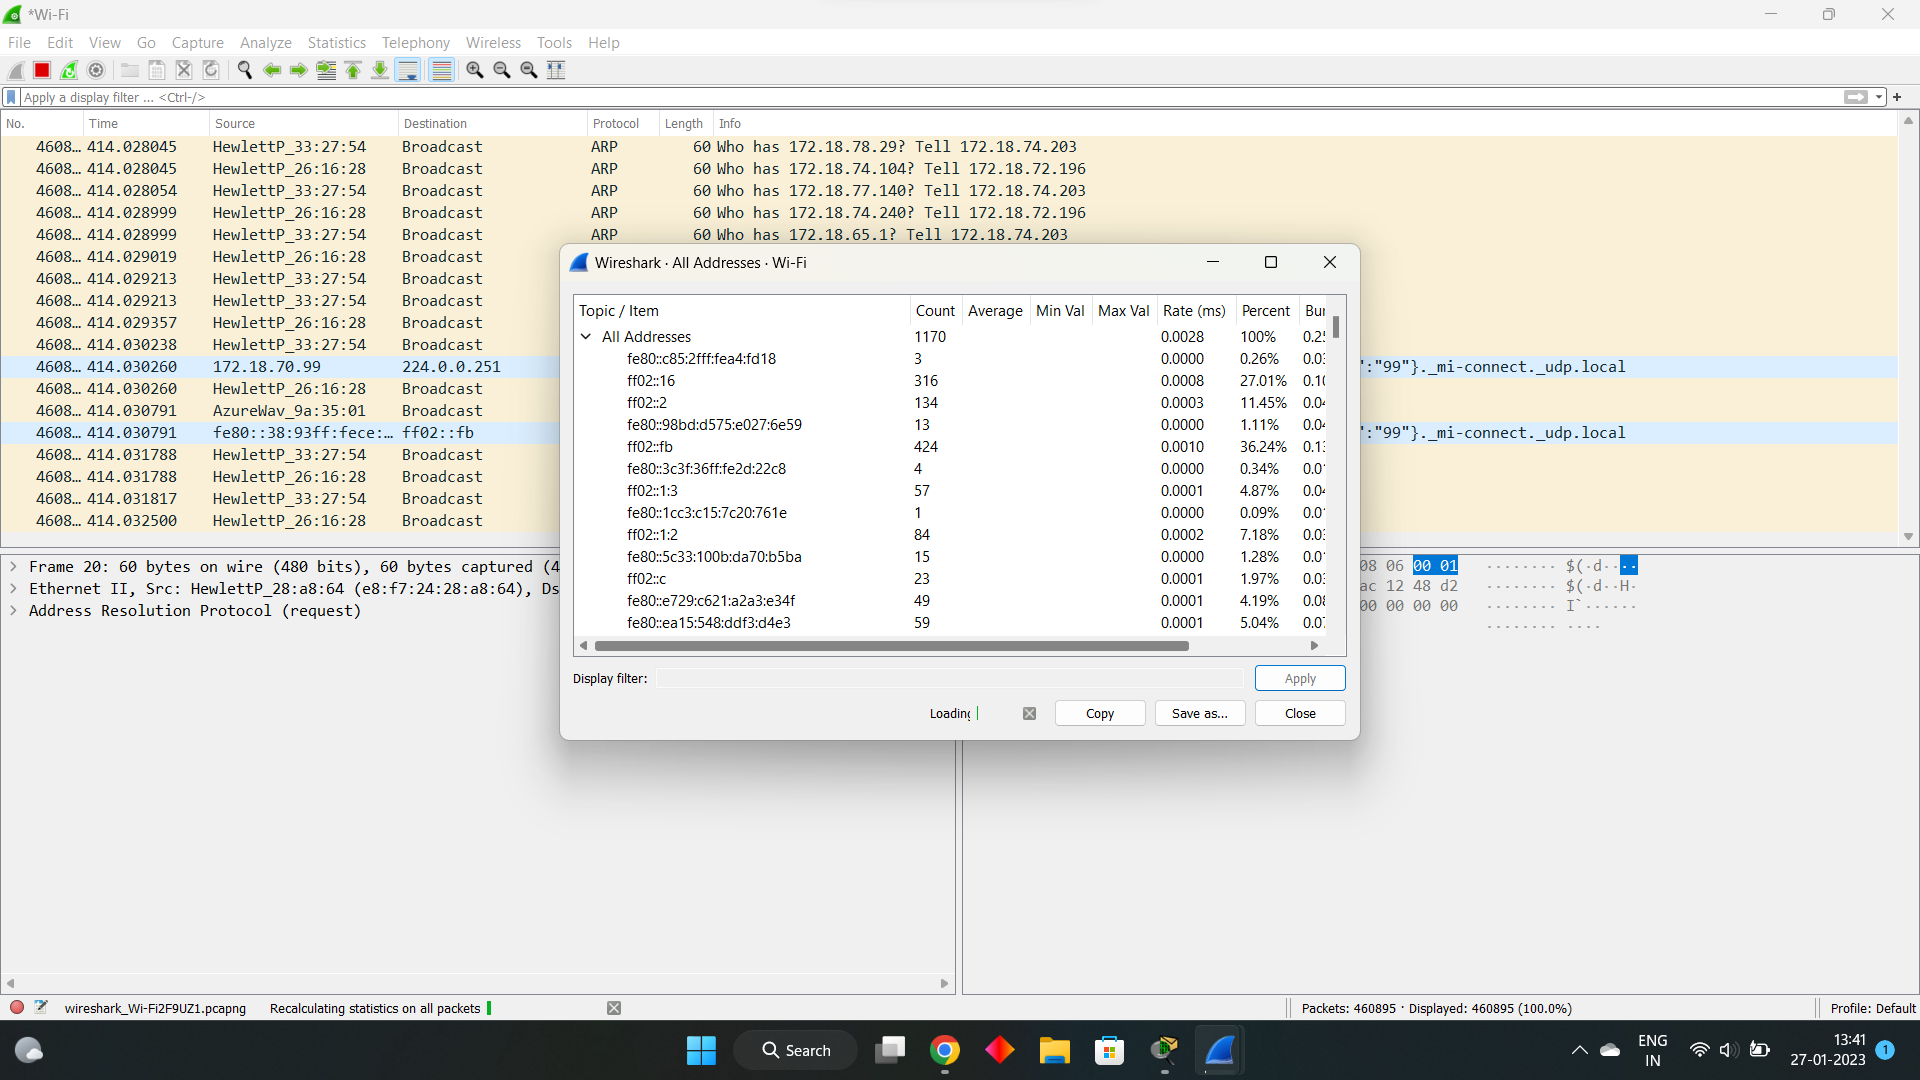 *Wi-Fi
File Edit View Go Capture Analyze Statistics Telephony Wireless Tools Help
Apply a display filter ... <Ctrl-/>
No. Time Source Destination Protocol Length Info
4608… 414.028045 HewlettP_33:27:54 Broadcast ARP 60 Who has 172.18.78.29? Tell 172.18.74.203
4608… 414.028045 HewlettP_26:16:28 Broadcast ARP 60 Who has 172.18.74.104? Tell 172.18.72.196
4608… 414.028054 HewlettP_33:27:54 Broadcast ARP 60 Who has 172.18.77.140? Tell 172.18.74.203
4608… 414.028999 HewlettP_26:16:28 Broadcast ARP 60 Who has 172.18.74.240? Tell 172.18.72.196
4608… 414.028999 HewlettP_33:27:54 Broadcast ARP 60 Who has 172.18.65.1? Tell 172.18.74.203
4608… 414.029019 HewlettP_26:16:28 Broadcast
4608… 414.029213 HewlettP_33:27:54 Broadcast
4608… 414.029213 HewlettP_33:27:54 Broadcast
4608… 414.029357 HewlettP_26:16:28 Broadcast
4608… 414.030238 HewlettP_33:27:54 Broadcast
4608… 414.030260 172.18.70.99 224.0.0.251 :"99"}._mi-connect._udp.local
4608… 414.030260 HewlettP_26:16:28 Broadcast
4608… 414.030791 AzureWav_9a:35:01 Broadcast
4608… 414.030791 fe80::38:93ff:fece:… ff02::fb :"99"}._mi-connect._udp.local
4608… 414.031788 HewlettP_33:27:54 Broadcast
4608… 414.031788 HewlettP_26:16:28 Broadcast
4608… 414.031817 HewlettP_33:27:54 Broadcast
4608… 414.032500 HewlettP_26:16:28 Broadcast
Wireshark · All Addresses · Wi-Fi
Topic / Item Count Average Min Val Max Val Rate (ms) Percent Bur
All Addresses 1170 0.0028 100% 0.25
fe80::c85:2fff:fea4:fd18 3 0.0000 0.26% 0.03
ff02::16 316 0.0008 27.01% 0.10
ff02::2 134 0.0003 11.45% 0.04
fe80::98bd:d575:e027:6e59 13 0.0000 1.11% 0.04
ff02::fb 424 0.0010 36.24% 0.13
fe80::3c3f:36ff:fe2d:22c8 4 0.0000 0.34% 0.01
ff02::1:3 57 0.0001 4.87% 0.04
fe80::1cc3:c15:7c20:761e 1 0.0000 0.09% 0.01
ff02::1:2 84 0.0002 7.18% 0.03
fe80::5c33:100b:da70:b5ba 15 0.0000 1.28% 0.01
ff02::c 23 0.0001 1.97% 0.03
fe80::e729:c621:a2a3:e34f 49 0.0001 4.19% 0.08
fe80::ea15:548:ddf3:d4e3 59 0.0001 5.04% 0.07
Display filter: Apply
Loading Copy Save as... Close
Frame 20: 60 bytes on wire (480 bits), 60 bytes captured (4
Ethernet II, Src: HewlettP_28:a8:64 (e8:f7:24:28:a8:64), Ds
Address Resolution Protocol (request)
08 06 00 01 ········ $(·d····
ac 12 48 d2 ········ $(·d··H·
00 00 00 00 ········ I`······
········ ····
wireshark_Wi-Fi2F9UZ1.pcapng Recalculating statistics on all packets Packets: 460895 · Displayed: 460895 (100.0%) Profile: Default
Search
ENG
IN
13:41
27-01-2023
1